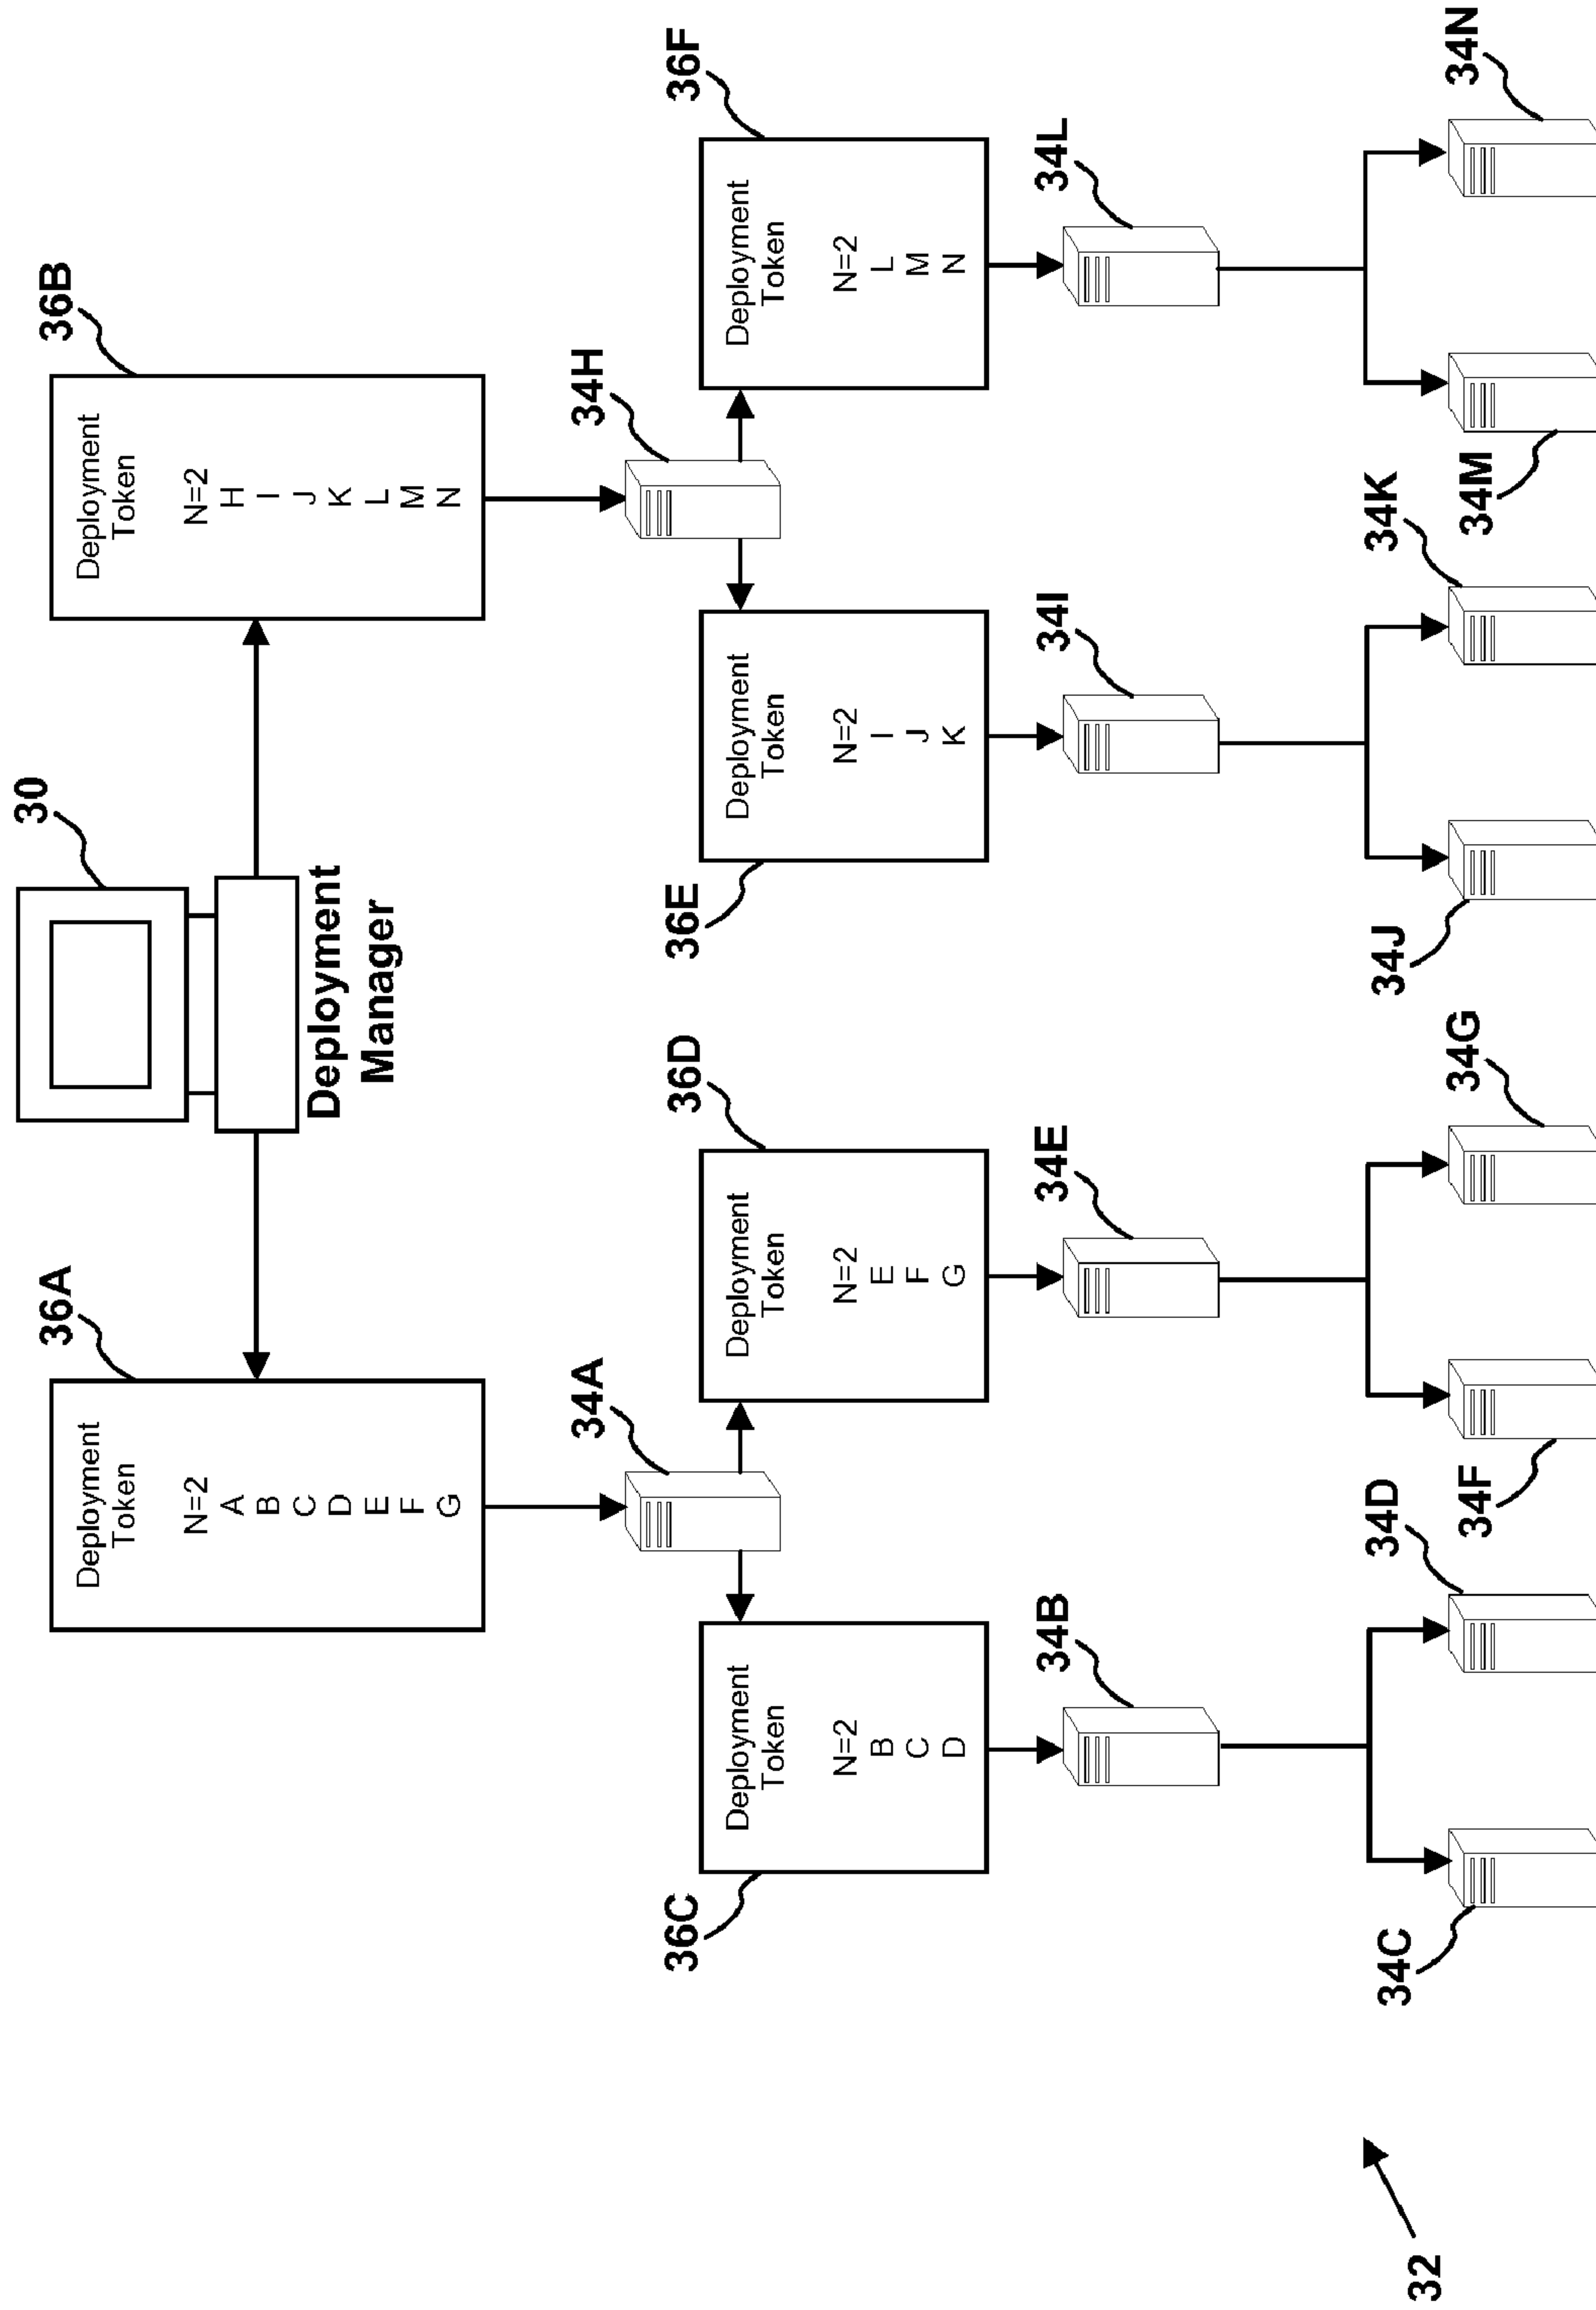 30
36A
Deployment
Token
N=2
A
B
C
D
E
F
G
Deployment
Manager
36B
Deployment
Token
N=2
H
I
J
K
L
M
N
34A
34H
36C
Deployment
Token
N=2
B
C
D
36D
Deployment
Token
N=2
E
F
G
36E
Deployment
Token
N=2
I
J
K
36F
Deployment
Token
N=2
L
M
N
34B
34E
34I
34L
34C
34D
34F
34G
34J
34K
34M
34N
32